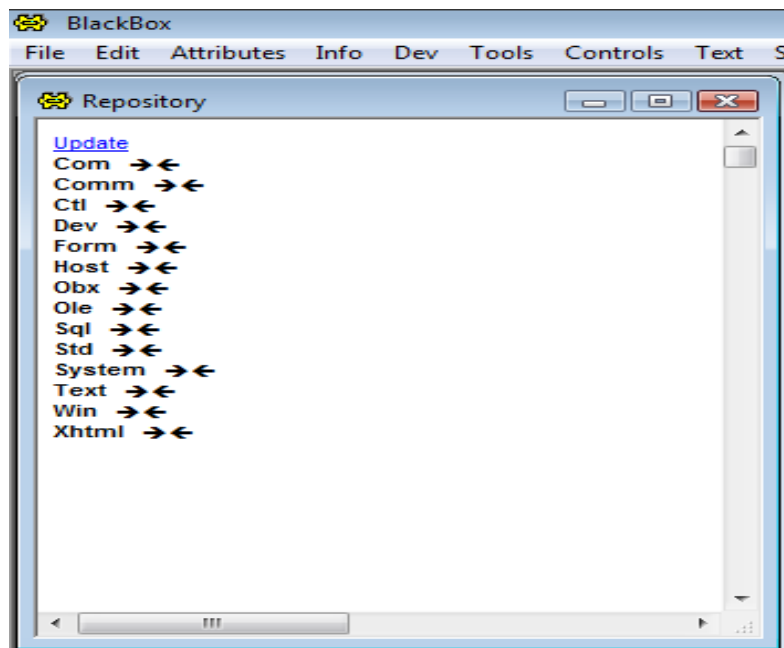 BlackBox
File Edit Attributes Info Dev Tools Controls Text S
Repository
Update
Com →←
Comm →←
Ctl →←
Dev →←
Form →←
Host →←
Obx →←
Ole →←
Sql →←
Std →←
System →←
Text →←
Win →←
Xhtml →←